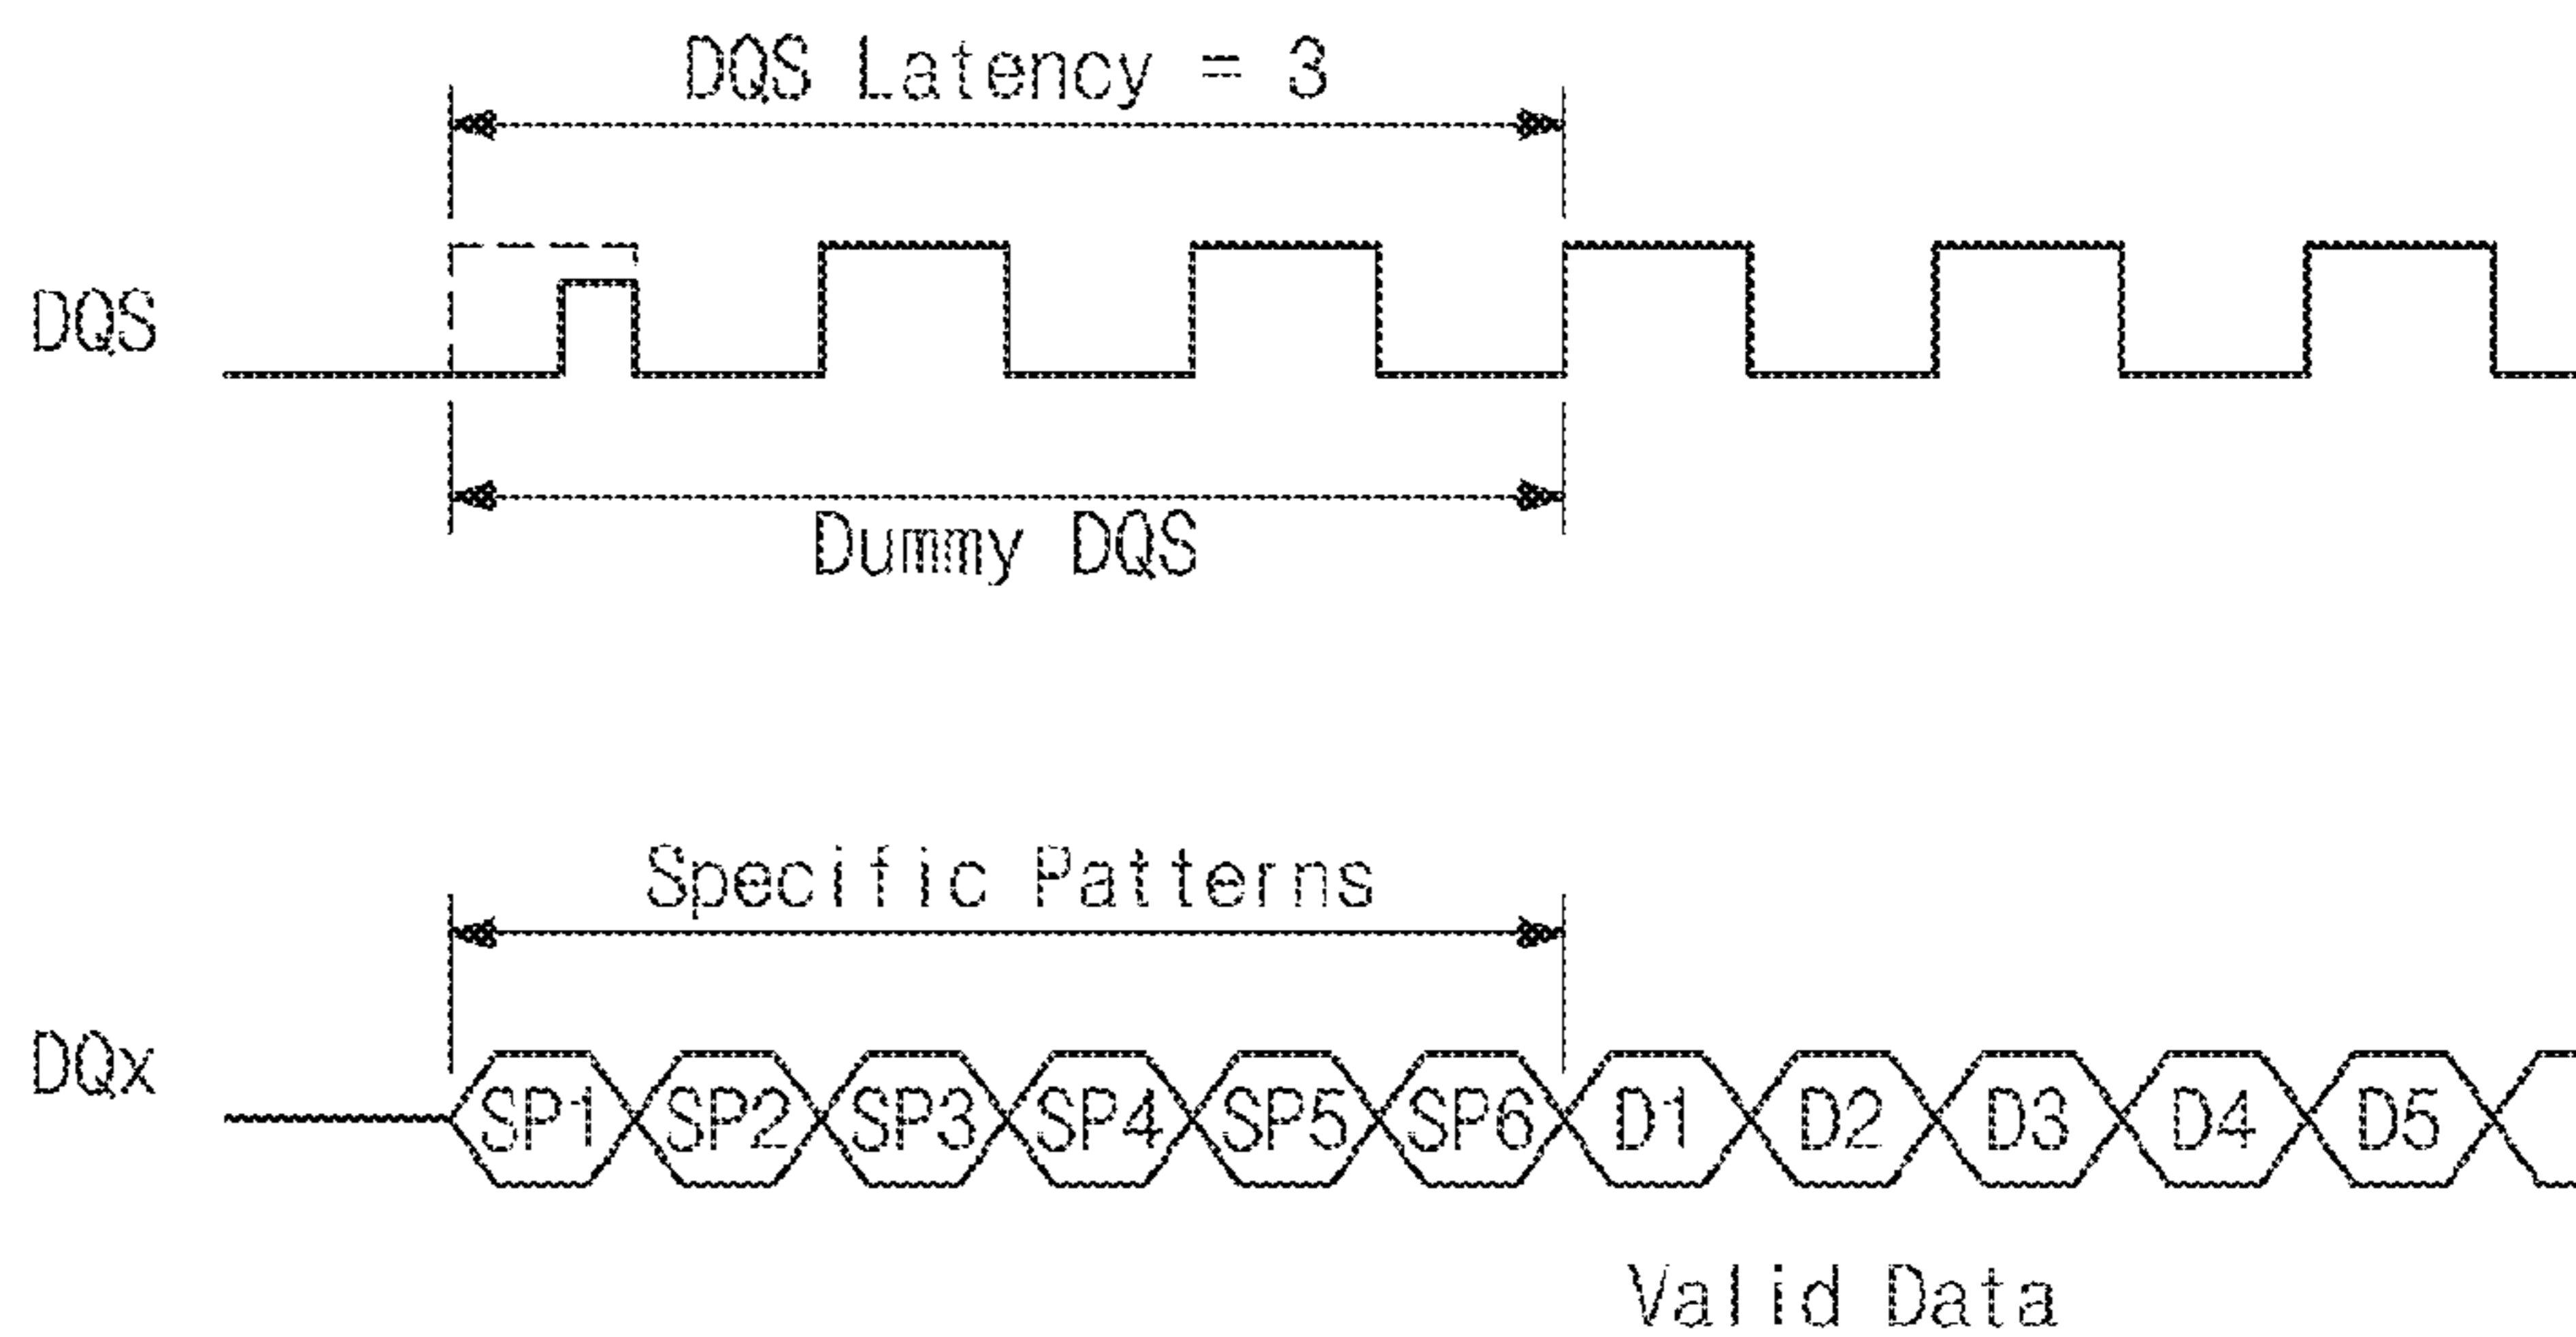 DQS Latency = 3
DQS
Dummy DQS
Specific Patterns
DQx
SP1 SP2 SP3 SP4 SP5 SP6 D1 D2 D3 D4 D5
Valid Data